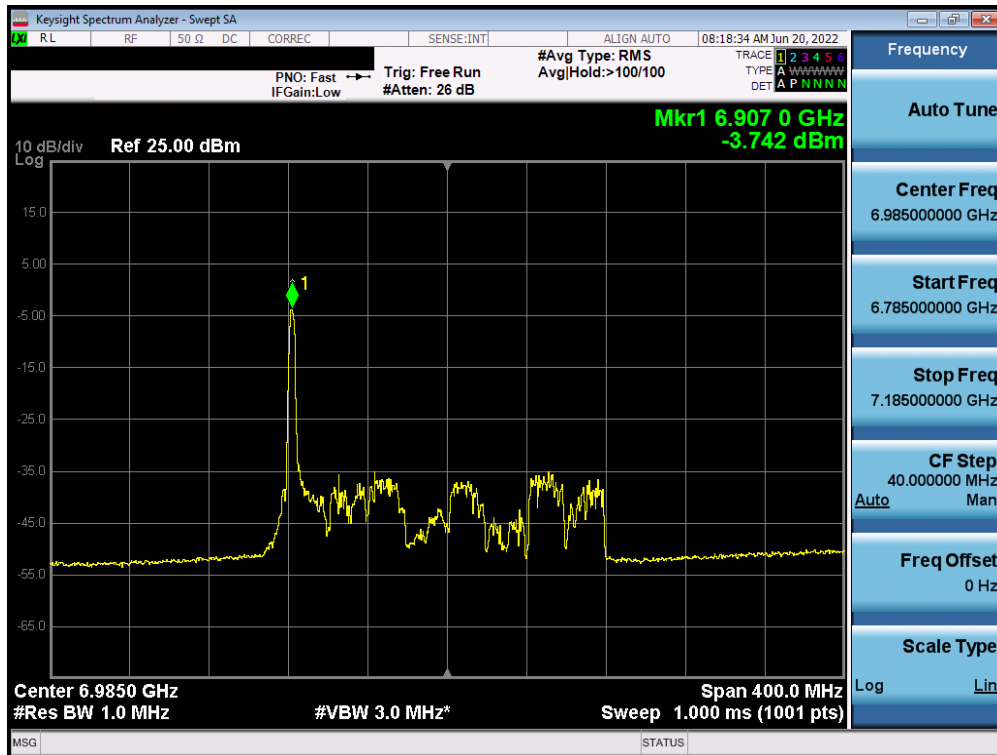 Keysight Spectrum Analyzer - Swept SA
LXI RL RF 50 Ω DC CORREC SENSE:INT ALIGN AUTO 08:18:34 AM Jun 20, 2022
PNO: Fast Trig: Free Run #Avg Type: RMS TRACE 1 2 3 4 5 6
IFGain:Low #Atten: 26 dB Avg|Hold:>100/100 TYPE A WWWWW
DET A P N N N N
Frequency
Mkr1 6.907 0 GHz
-3.742 dBm
10 dB/div Ref 25.00 dBm
Log
15.0
5.00
-5.00
-15.0
-25.0
-35.0
-45.0
-55.0
-65.0
1
Center 6.9850 GHz Span 400.0 MHz
#Res BW 1.0 MHz #VBW 3.0 MHz* Sweep 1.000 ms (1001 pts)
Auto Tune
Center Freq
6.985000000 GHz
Start Freq
6.785000000 GHz
Stop Freq
7.185000000 GHz
CF Step
40.000000 MHz
Auto Man
Freq Offset
0 Hz
Scale Type
Log Lin
MSG STATUS